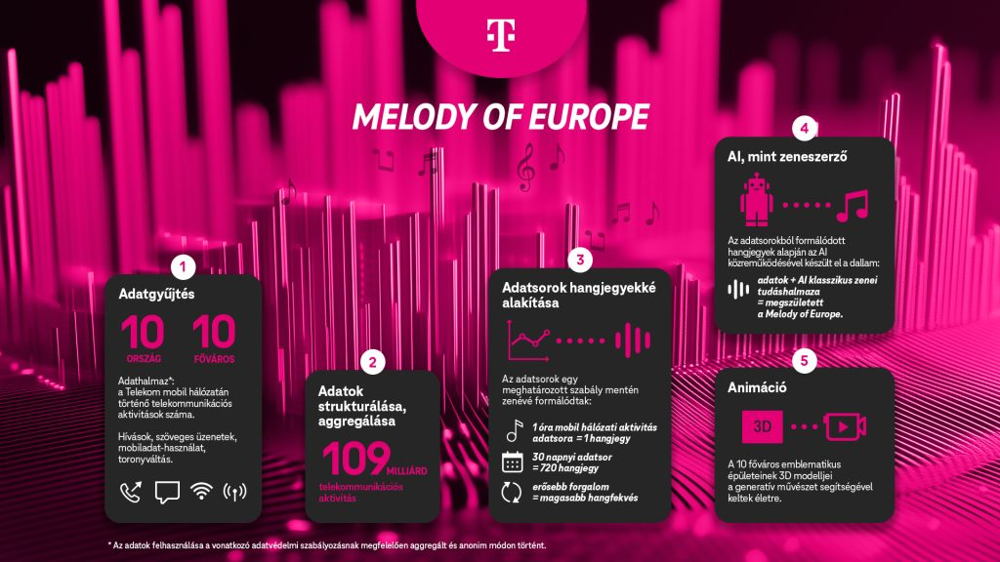 T
MELODY OF EUROPE
1
Adatgyűjtés
10 10
ORSZÁG FŐVÁROS
Adathalmaz*:
a Telekom mobil hálózatán
történő telekommunikációs
aktivitások száma.
Hívások, szöveges üzenetek,
mobiladat-használat,
toronyváltás.
2
Adatok
strukturálása,
aggregálása
109 MILLIÁRD
telekommunikációs
aktivitás
3
Adatsorok hangjegyekké
alakítása
Az adatsorok egy
meghatározott szabály mentén
zenévé formálódtak:
1 óra mobil hálózati aktivitás
adatsora = 1 hangjegy
30 napnyi adatsor
= 720 hangjegy
erősebb forgalom
= magasabb hangfekvés
4
AI, mint zeneszerző
Az adatsorokból formálódott
hangjegyek alapján az AI
közreműködésével készült el a dallam:
adatok + AI klasszikus zenei
tudáshalmaza
= megszületett
a Melody of Europe.
5
Animáció
3D
A 10 főváros emblematikus
épületeinek 3D modelljei
a generatív művészet segítségével
keltek életre.
* Az adatok felhasználása a vonatkozó adatvédelmi szabályozásnak megfelelően aggregált és anonim módon történt.